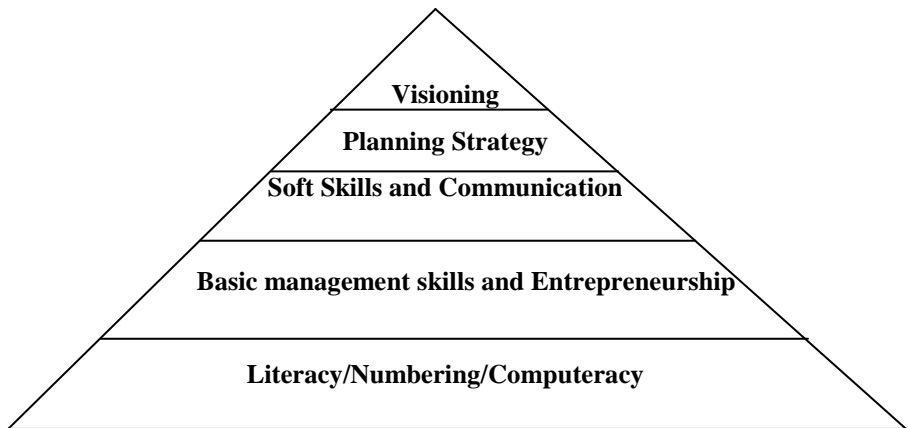 Visioning
Planning Strategy
Soft Skills and Communication
Basic management skills and Entrepreneurship
Literacy/Numbering/Computeracy